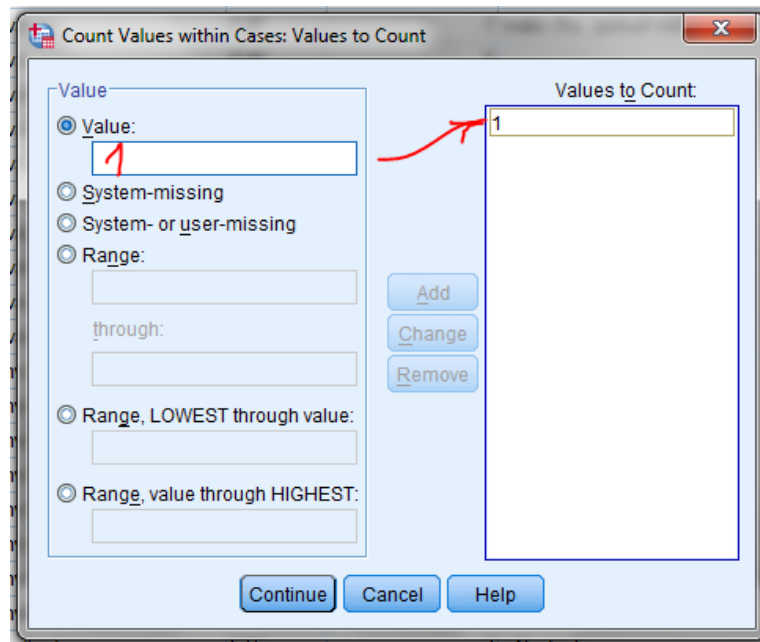 Count Values within Cases: Values to Count
Value
Value:
1
System-missing
System- or user-missing
Range:
through:
Range, LOWEST through value:
Range, value through HIGHEST:
Add
Change
Remove
Values to Count:
1
Continue
Cancel
Help